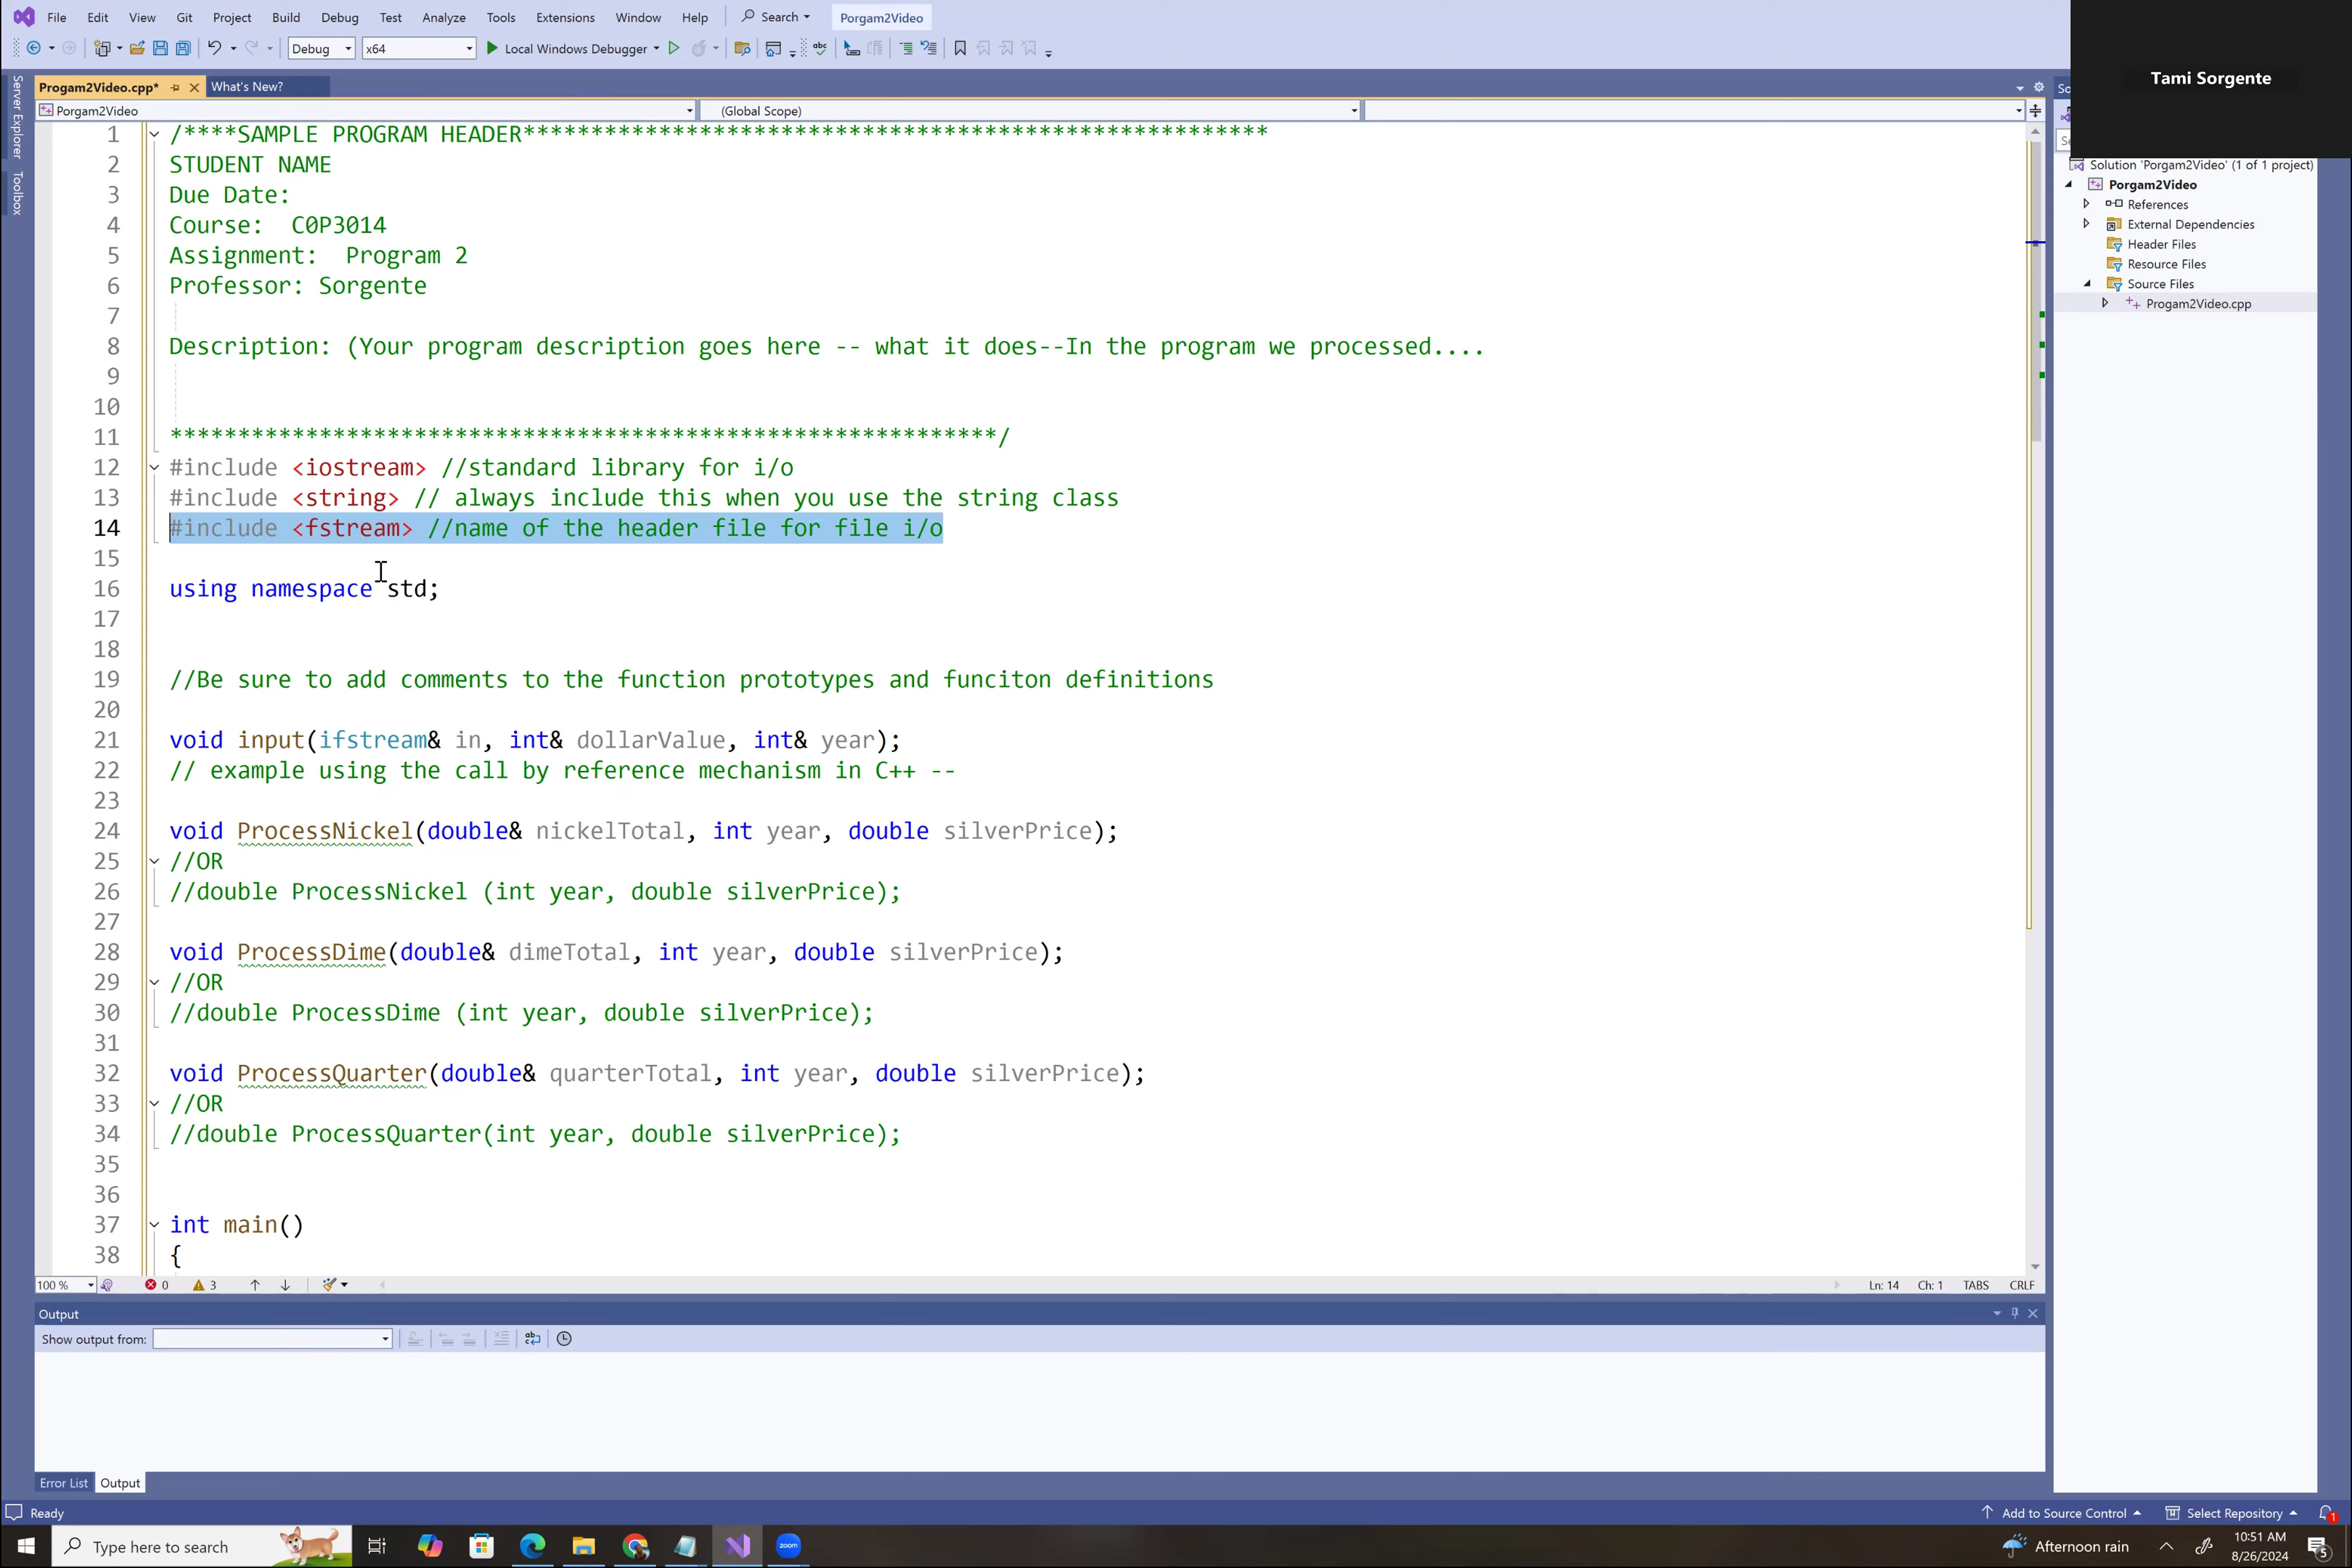 File Edit View Git Project Build Debug Test Analyze Tools Extensions Window Help Search Porgam2Video
Debug x64 Local Windows Debugger
Tami Sorgente
Server Explorer
Toolbox
Progam2Video.cpp* What's New?
Porgam2Video (Global Scope)
1 /****SAMPLE PROGRAM HEADER*******************************************************
2 STUDENT NAME
3 Due Date:
4 Course:  C0P3014
5 Assignment:  Program 2
6 Professor: Sorgente
7
8 Description: (Your program description goes here -- what it does--In the program we processed....
9
10
11 *************************************************************/
12 #include <iostream> //standard library for i/o
13 #include <string> // always include this when you use the string class
14 #include <fstream> //name of the header file for file i/o
15
16 using namespace std;
17
18
19 //Be sure to add comments to the function prototypes and funciton definitions
20
21 void input(ifstream& in, int& dollarValue, int& year);
22 // example using the call by reference mechanism in C++ --
23
24 void ProcessNickel(double& nickelTotal, int year, double silverPrice);
25 //OR
26 //double ProcessNickel (int year, double silverPrice);
27
28 void ProcessDime(double& dimeTotal, int year, double silverPrice);
29 //OR
30 //double ProcessDime (int year, double silverPrice);
31
32 void ProcessQuarter(double& quarterTotal, int year, double silverPrice);
33 //OR
34 //double ProcessQuarter(int year, double silverPrice);
35
36
37 int main()
38 {
100 % 0 3 Ln: 14 Ch: 1 TABS CRLF
Solution 'Porgam2Video' (1 of 1 project)
Porgam2Video
References
External Dependencies
Header Files
Resource Files
Source Files
Progam2Video.cpp
Output
Show output from:
Error List Output
Ready Add to Source Control Select Repository 1
Type here to search zoom Afternoon rain 10:51 AM
8/26/2024 5